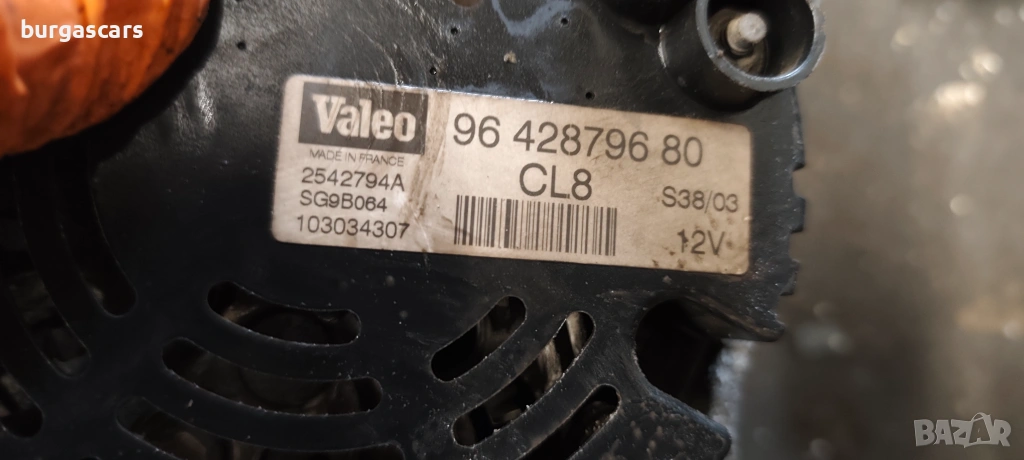 burgascars
Valeo
MADE IN FRANCE
2542794A
SG9B064
103034307
96 428796 80
CL8
S38/03
12V
BAZAR